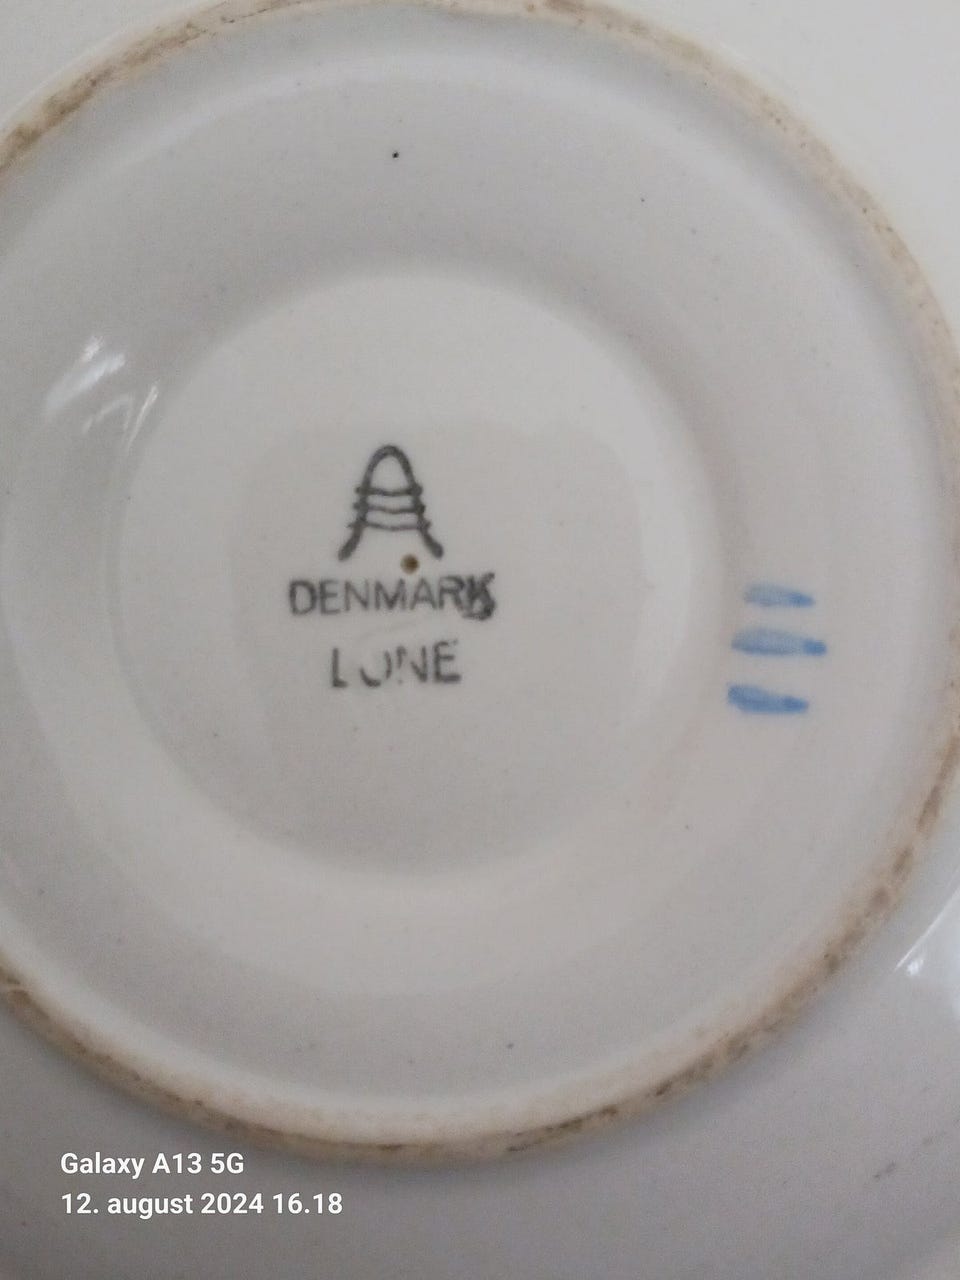 A
DENMARK
LONE
Galaxy A13 5G
12. august 2024 16.18